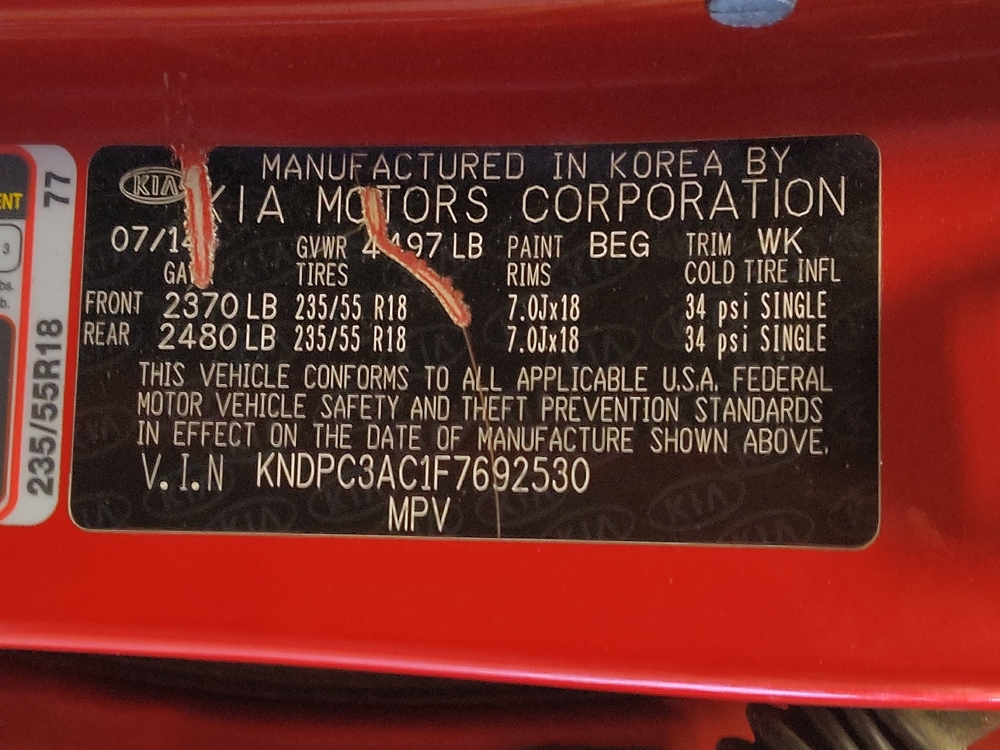 MANUFACTURED IN KOREA BY
KIA
KIA MOTORS CORPORATION
07/14 GVWR 4497 LB PAINT BEG TRIM WK
TIRES RIMS COLD TIRE INFL
FRONT 2370 LB 235/55 R18 7.0Jx18 34 psi SINGLE
REAR 2480 LB 235/55 R18 7.0Jx18 34 psi SINGLE
THIS VEHICLE CONFORMS TO ALL APPLICABLE U.S.A. FEDERAL
MOTOR VEHICLE SAFETY AND THEFT PREVENTION STANDARDS
IN EFFECT ON THE DATE OF MANUFACTURE SHOWN ABOVE.
V.I.N KNDPC3AC1F7692530
MPV
77
235/55R18
3